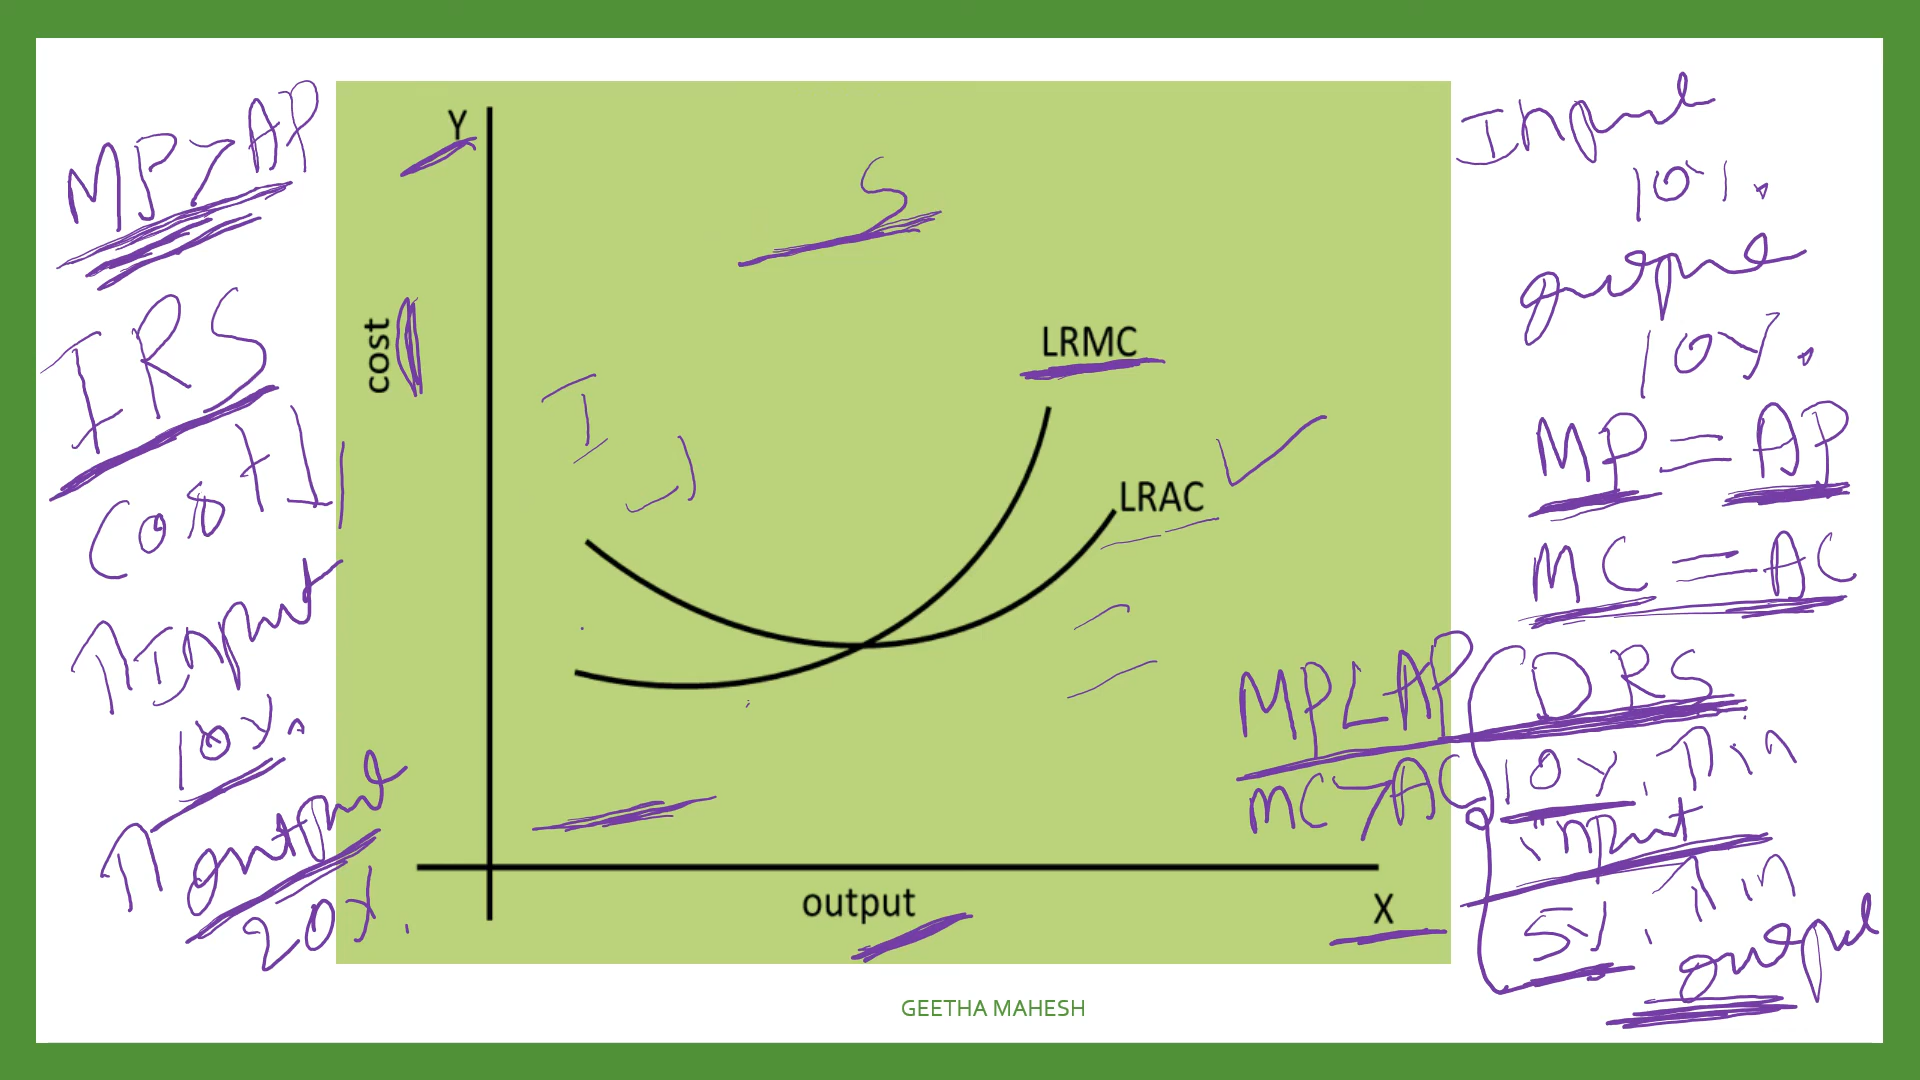 MP>AP
IRS
Cost↓
↑Input
10%
↑output
20%
Y
cost
S
I
LRMC
LRAC
output
X
Input
10%
output
10%
MP=AP
MC=AC
MP<AP (DRS
MC>AC
10% ↑ in
input
5% ↑ in
output
GEETHA MAHESH